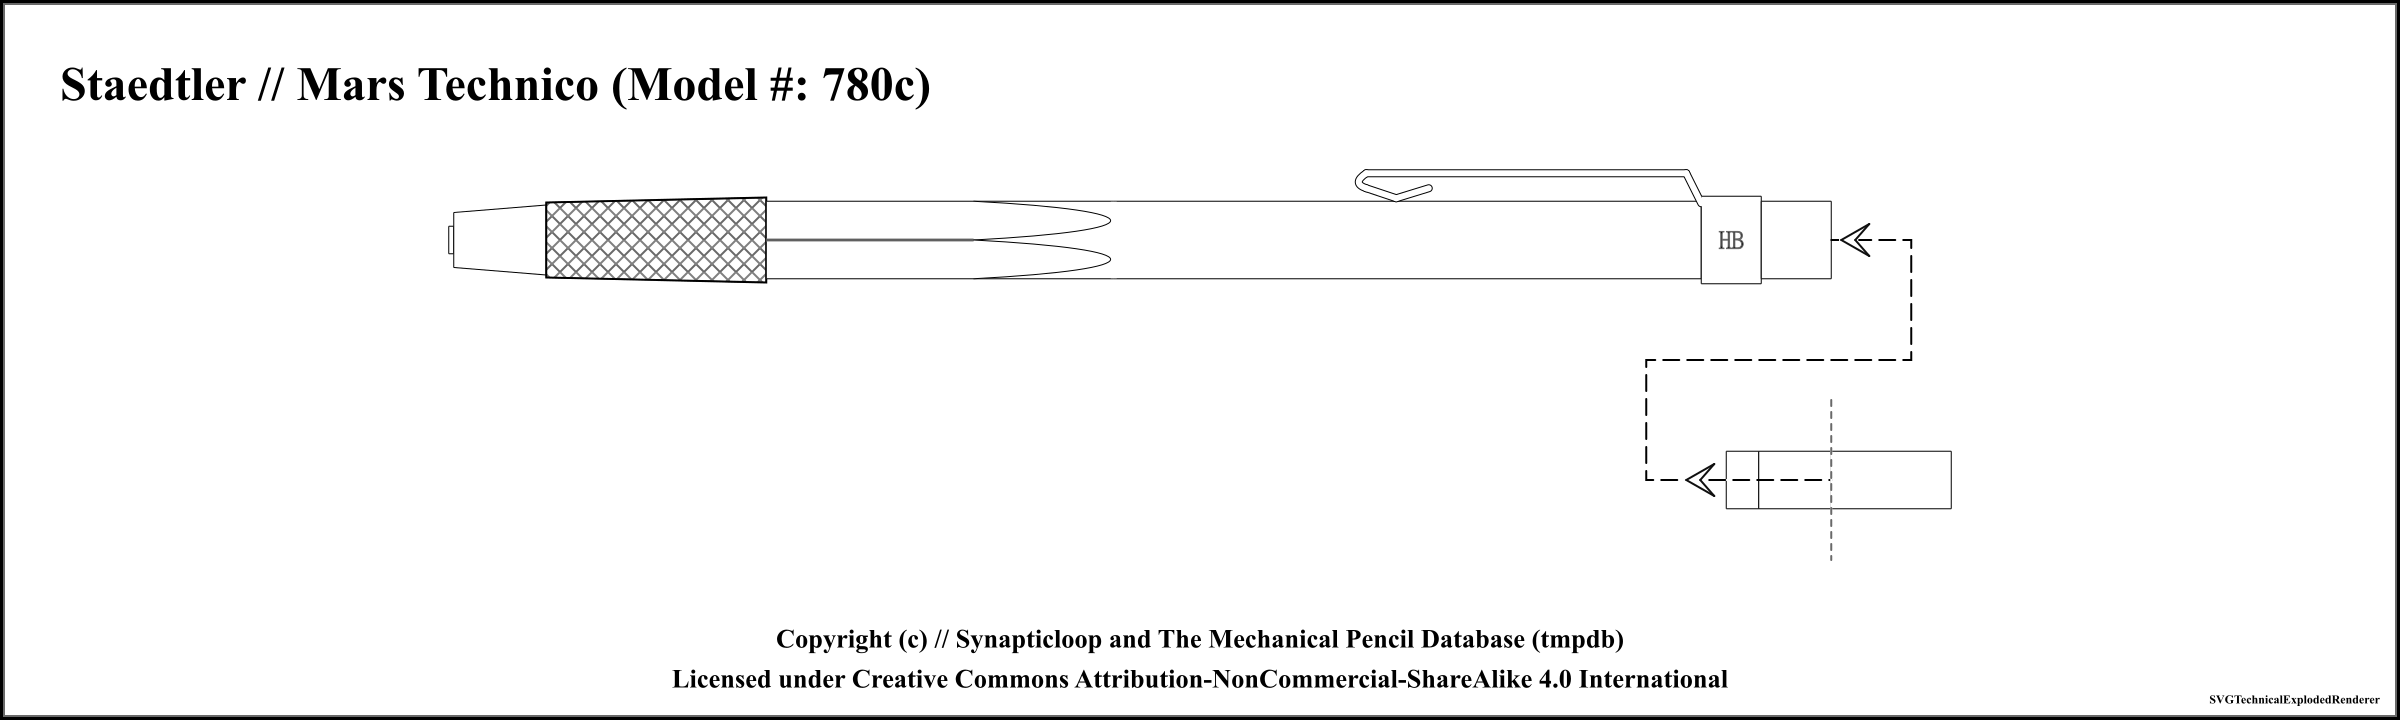 Staedtler // Mars Technico (Model #: 780c)
HB
Copyright (c) // Synapticloop and The Mechanical Pencil Database (tmpdb)
Licensed under Creative Commons Attribution-NonCommercial-ShareAlike 4.0 International
SVGTechnicalExplodedRenderer